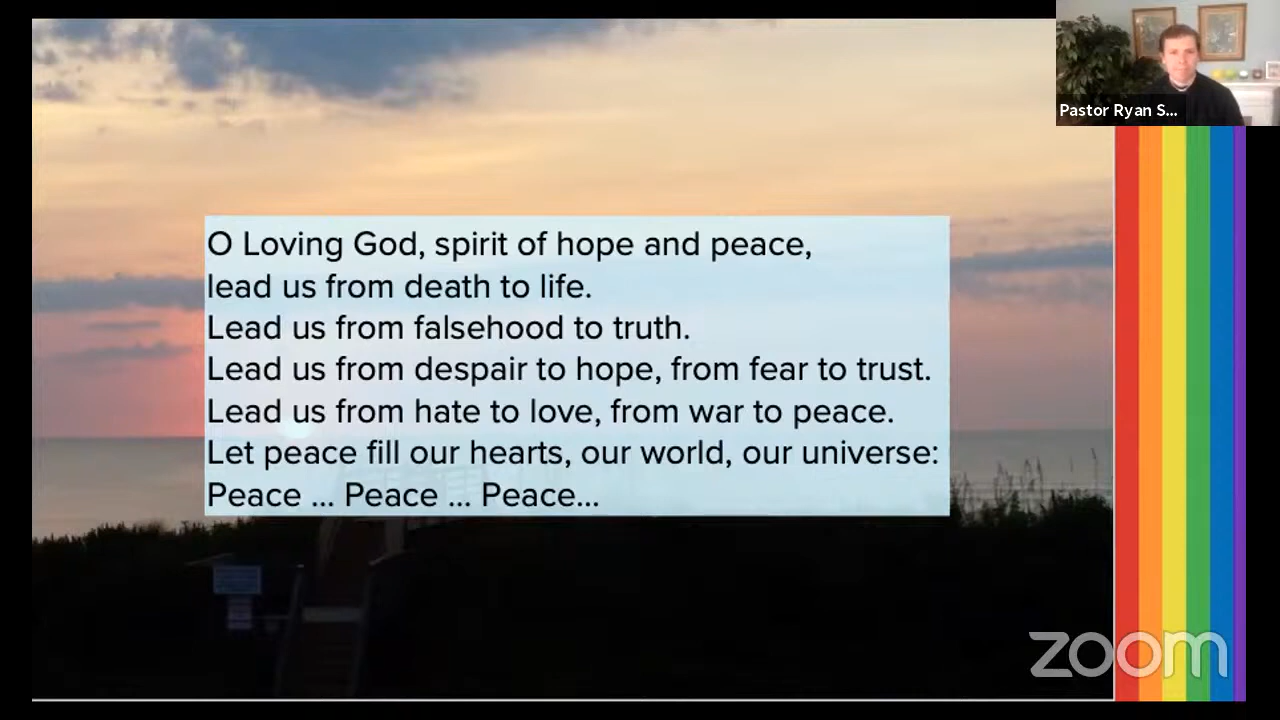 Pastor Ryan S...
O Loving God, spirit of hope and peace,
lead us from death to life.
Lead us from falsehood to truth.
Lead us from despair to hope, from fear to trust.
Lead us from hate to love, from war to peace.
Let peace fill our hearts, our world, our universe:
Peace ... Peace ... Peace...
zoom